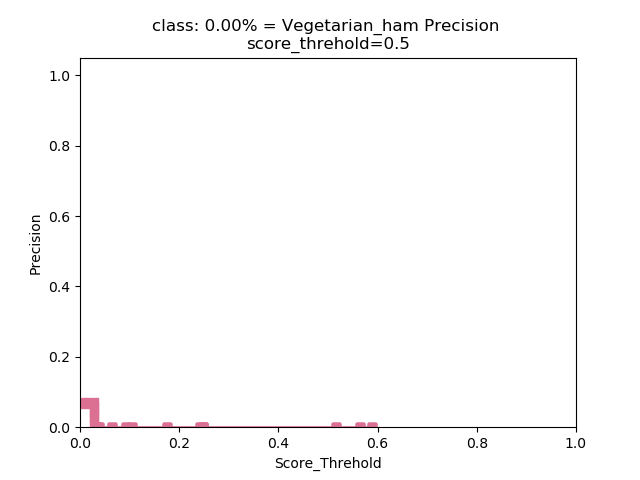 class: 0.00% = Vegetarian_ham Precision
score_threhold=0.5
Precision
1.0
0.8
0.6
0.4
0.2
0.0
0.0 0.2 0.4 0.6 0.8 1.0
Score_Threhold